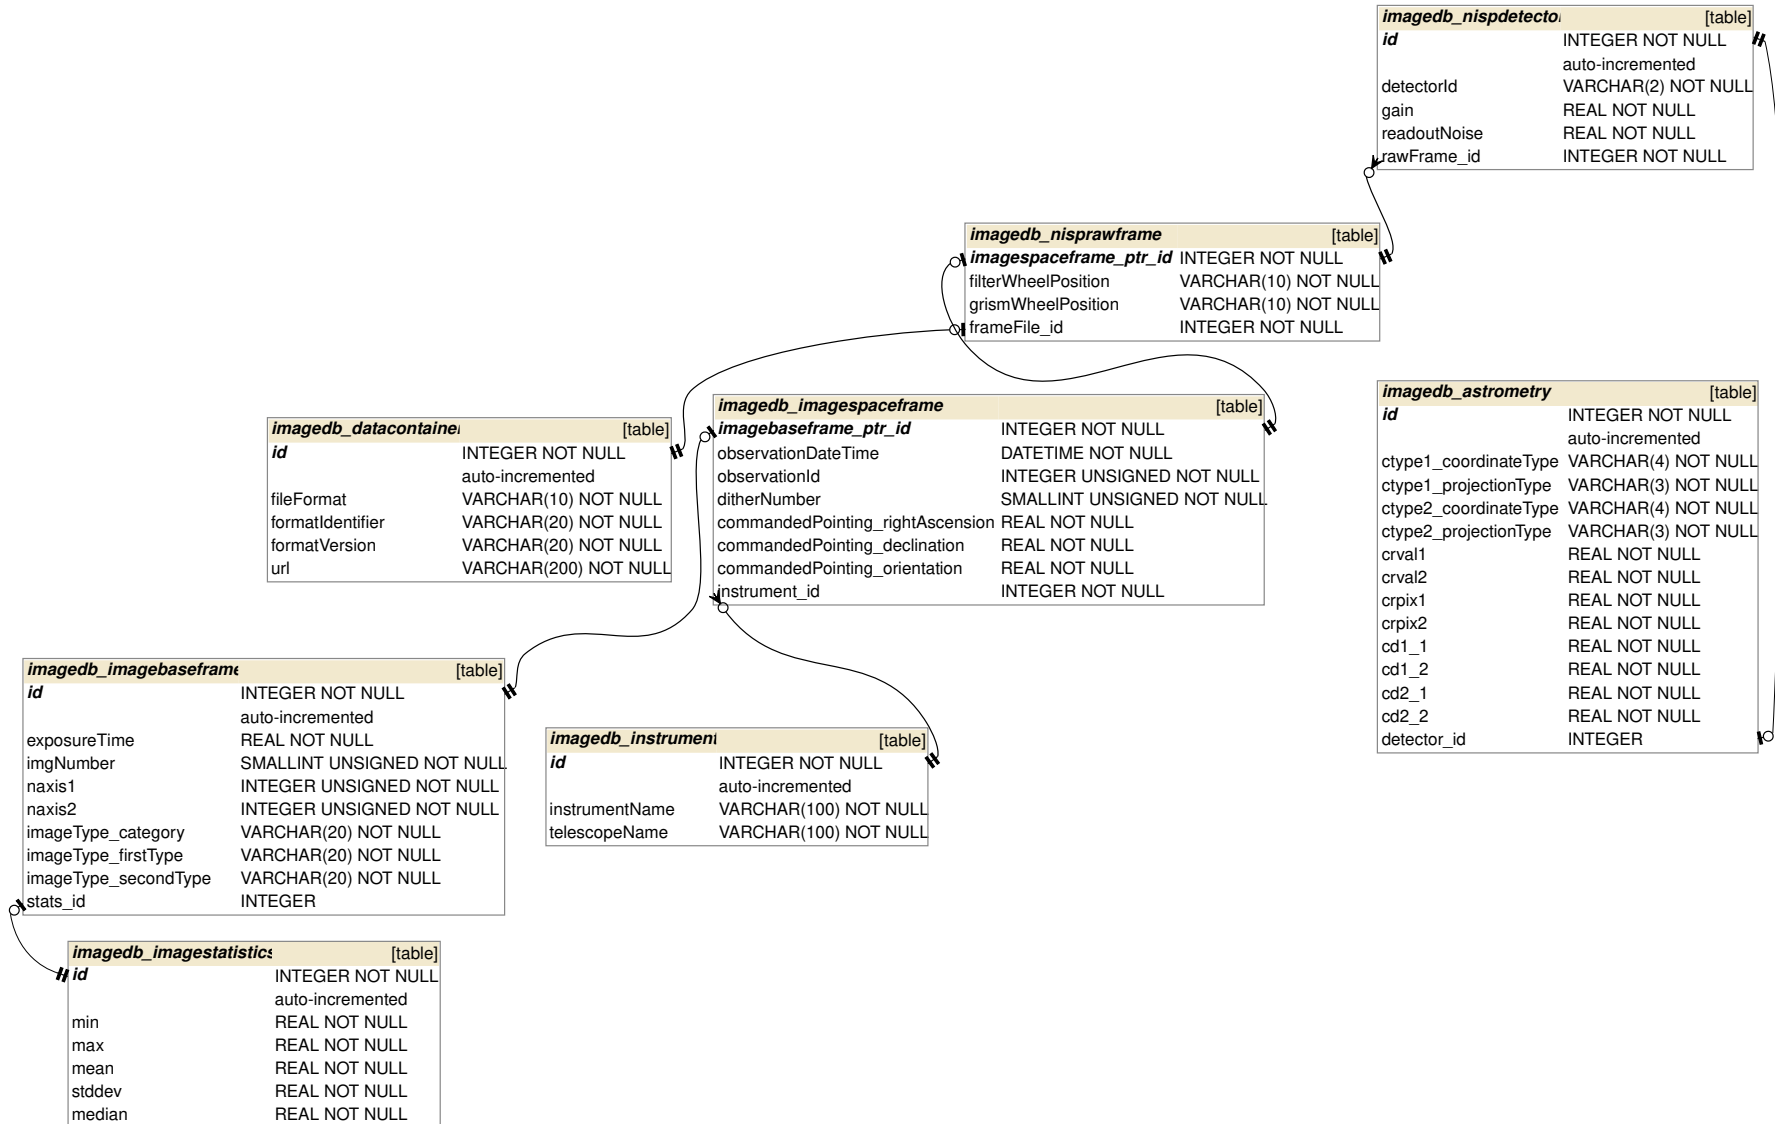 imagedb_nispdetector [table]
id INTEGER NOT NULL
auto-incremented
detectorId VARCHAR(2) NOT NULL
gain REAL NOT NULL
readoutNoise REAL NOT NULL
rawFrame_id INTEGER NOT NULL
imagedb_nisprawframe [table]
imagespaceframe_ptr_id INTEGER NOT NULL
filterWheelPosition VARCHAR(10) NOT NULL
grismWheelPosition VARCHAR(10) NOT NULL
frameFile_id INTEGER NOT NULL
imagedb_astrometry [table]
id INTEGER NOT NULL
auto-incremented
ctype1_coordinateType VARCHAR(4) NOT NULL
ctype1_projectionType VARCHAR(3) NOT NULL
ctype2_coordinateType VARCHAR(4) NOT NULL
ctype2_projectionType VARCHAR(3) NOT NULL
crval1 REAL NOT NULL
crval2 REAL NOT NULL
crpix1 REAL NOT NULL
crpix2 REAL NOT NULL
cd1_1 REAL NOT NULL
cd1_2 REAL NOT NULL
cd2_1 REAL NOT NULL
cd2_2 REAL NOT NULL
detector_id INTEGER
imagedb_imagespaceframe [table]
imagebaseframe_ptr_id INTEGER NOT NULL
observationDateTime DATETIME NOT NULL
observationId INTEGER UNSIGNED NOT NULL
ditherNumber SMALLINT UNSIGNED NOT NULL
commandedPointing_rightAscension REAL NOT NULL
commandedPointing_declination REAL NOT NULL
commandedPointing_orientation REAL NOT NULL
instrument_id INTEGER NOT NULL
imagedb_datacontainer [table]
id INTEGER NOT NULL
auto-incremented
fileFormat VARCHAR(10) NOT NULL
formatIdentifier VARCHAR(20) NOT NULL
formatVersion VARCHAR(20) NOT NULL
url VARCHAR(200) NOT NULL
imagedb_imagebaseframe [table]
id INTEGER NOT NULL
auto-incremented
exposureTime REAL NOT NULL
imgNumber SMALLINT UNSIGNED NOT NULL
naxis1 INTEGER UNSIGNED NOT NULL
naxis2 INTEGER UNSIGNED NOT NULL
imageType_category VARCHAR(20) NOT NULL
imageType_firstType VARCHAR(20) NOT NULL
imageType_secondType VARCHAR(20) NOT NULL
stats_id INTEGER
imagedb_instrument [table]
id INTEGER NOT NULL
auto-incremented
instrumentName VARCHAR(100) NOT NULL
telescopeName VARCHAR(100) NOT NULL
imagedb_imagestatistics [table]
id INTEGER NOT NULL
auto-incremented
min REAL NOT NULL
max REAL NOT NULL
mean REAL NOT NULL
stddev REAL NOT NULL
median REAL NOT NULL